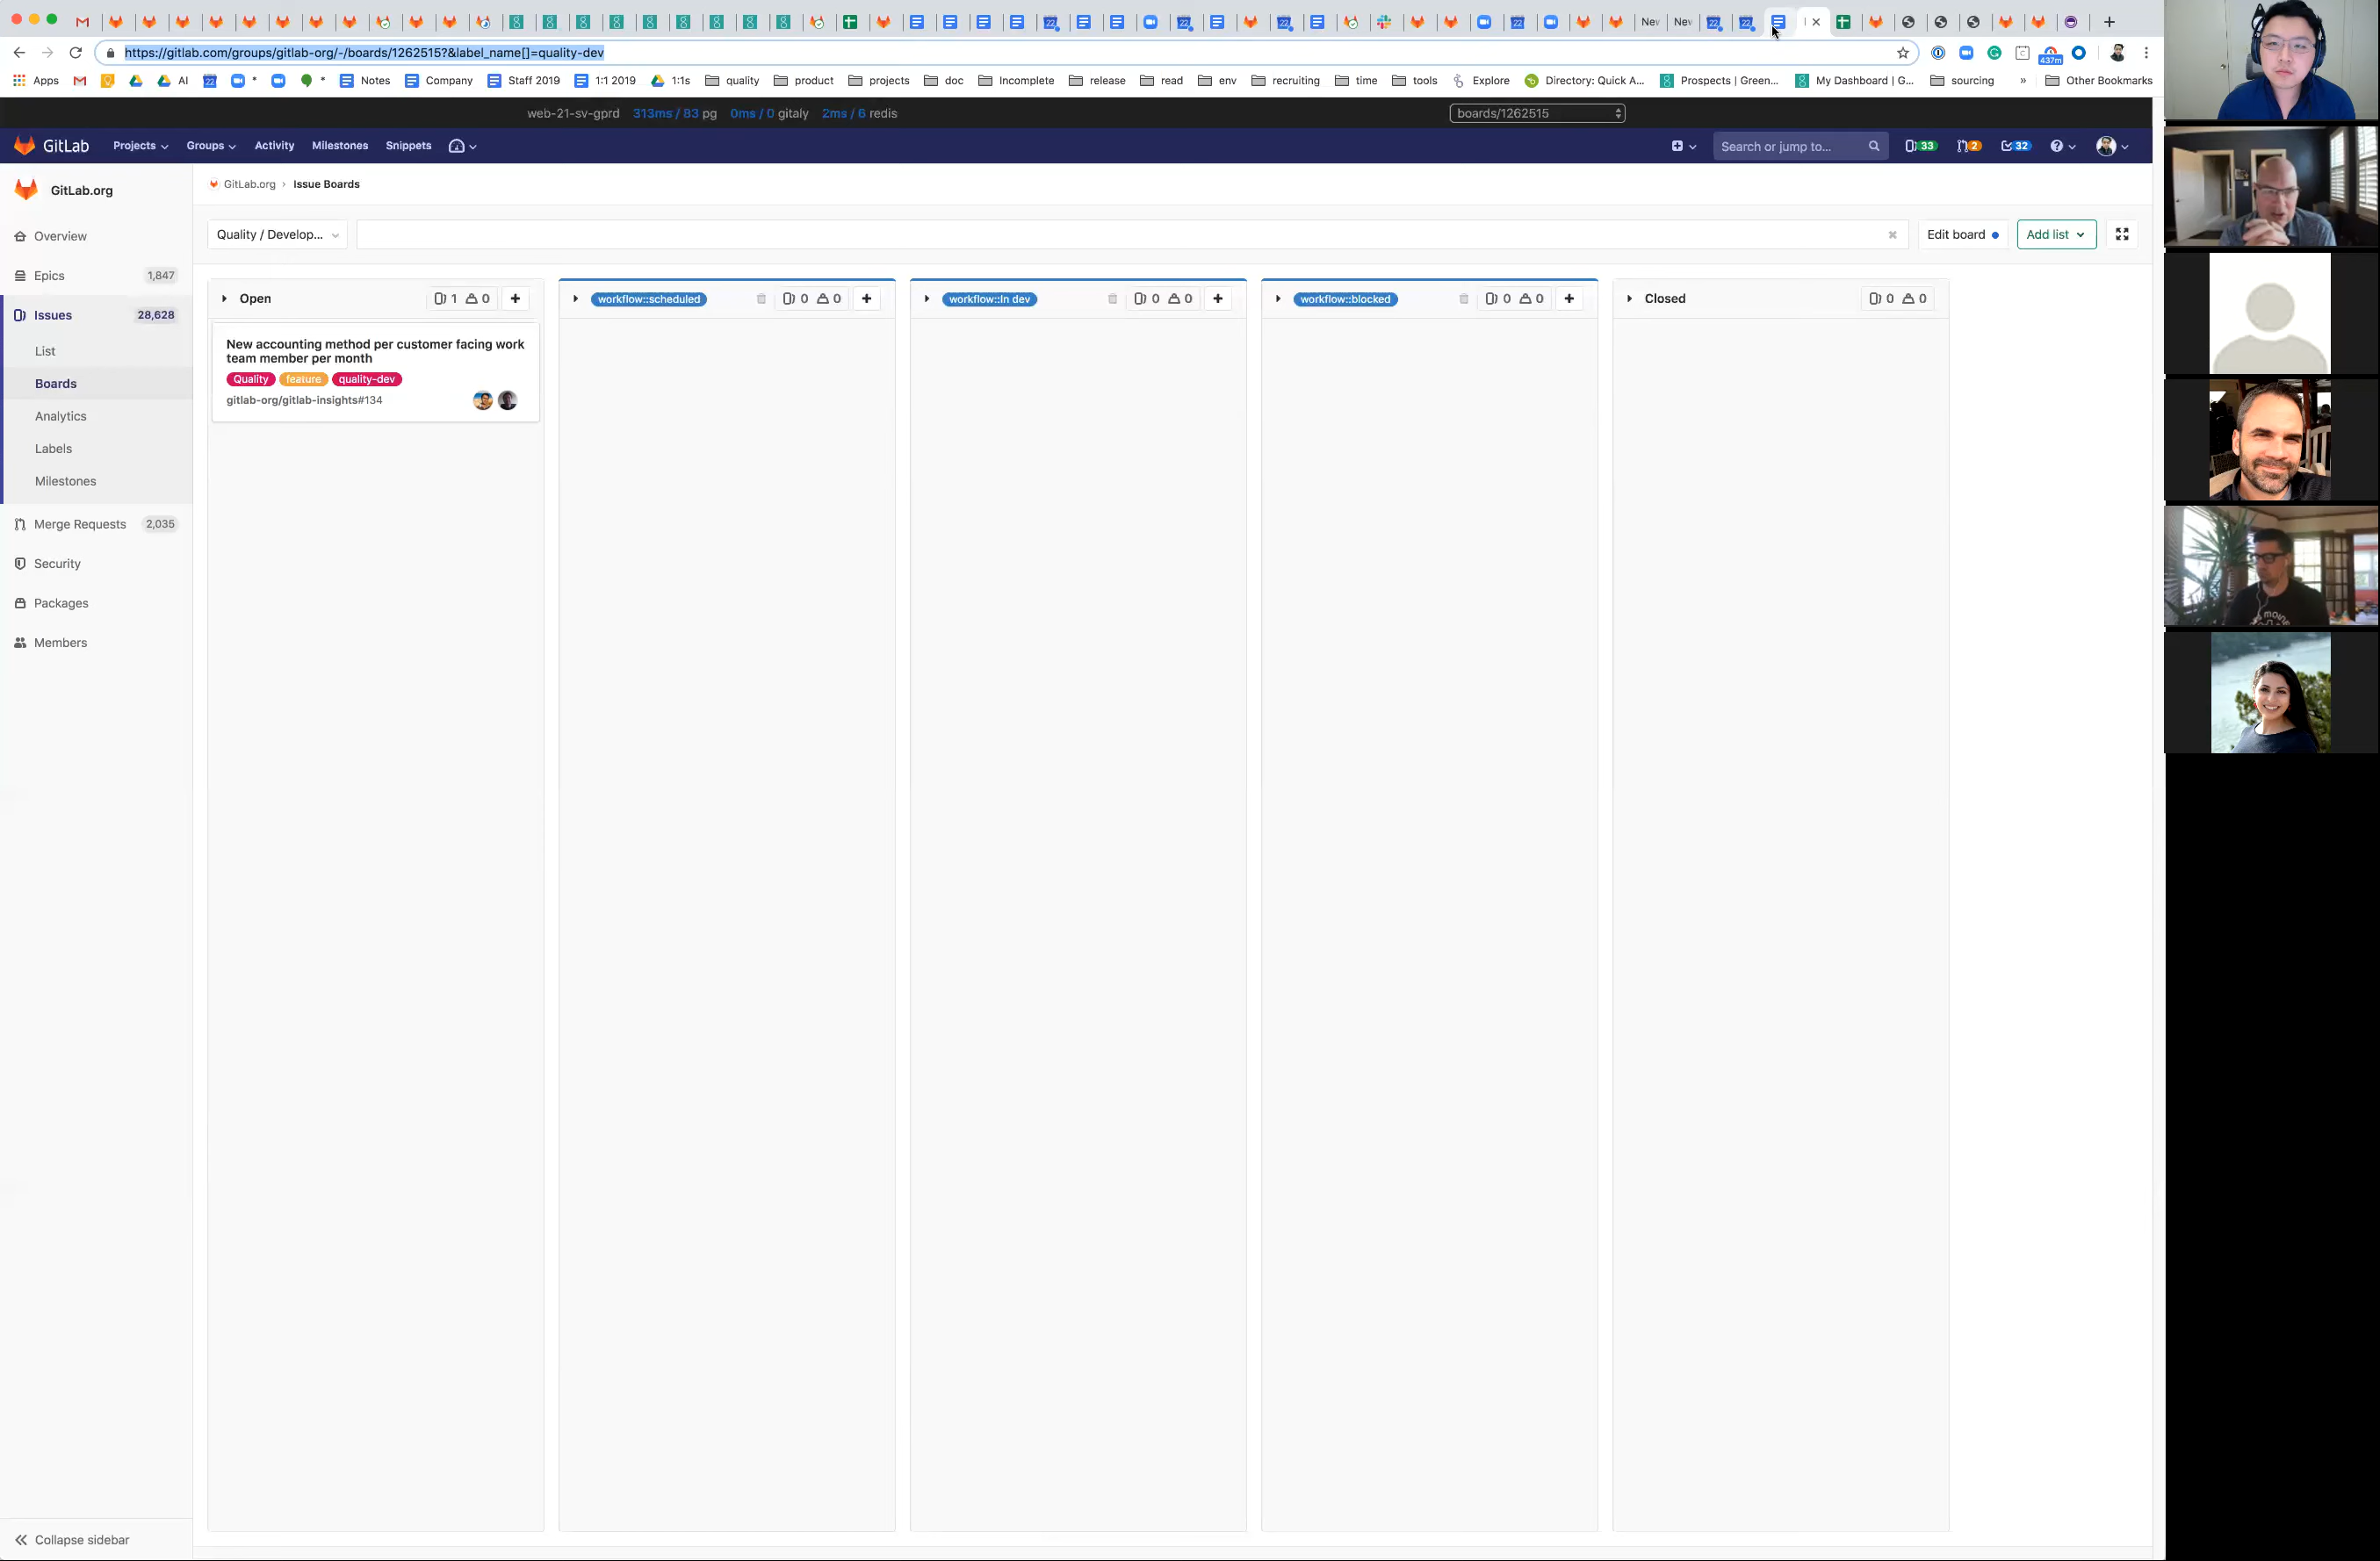 New
New
https://gitlab.com/groups/gitlab-org/-/boards/1262515?&label_name[]=quality-dev
437m
Apps
AI
22
*
*
Notes
Company
Staff 2019
1:1 2019
1:1s
quality
product
projects
doc
Incomplete
release
read
env
recruiting
time
tools
Explore
Directory: Quick A...
Prospects | Green...
My Dashboard | G...
sourcing
»
Other Bookmarks
web-21-sv-gprd 313ms / 83 pg 0ms / 0 gitaly 2ms / 6 redis
boards/1262515
GitLab
Projects
Groups
Activity
Milestones
Snippets
Search or jump to...
33
2
32
GitLab.org
GitLab.org › Issue Boards
Overview
Epics 1,847
Issues 28,628
List
Boards
Analytics
Labels
Milestones
Merge Requests 2,035
Security
Packages
Members
Collapse sidebar
Quality / Develop...
Edit board
Add list
Open 1 0
New accounting method per customer facing work
team member per month
Quality feature quality-dev
gitlab-org/gitlab-insights#134
workflow::scheduled 0 0
workflow::In dev 0 0
workflow::blocked 0 0
Closed 0 0